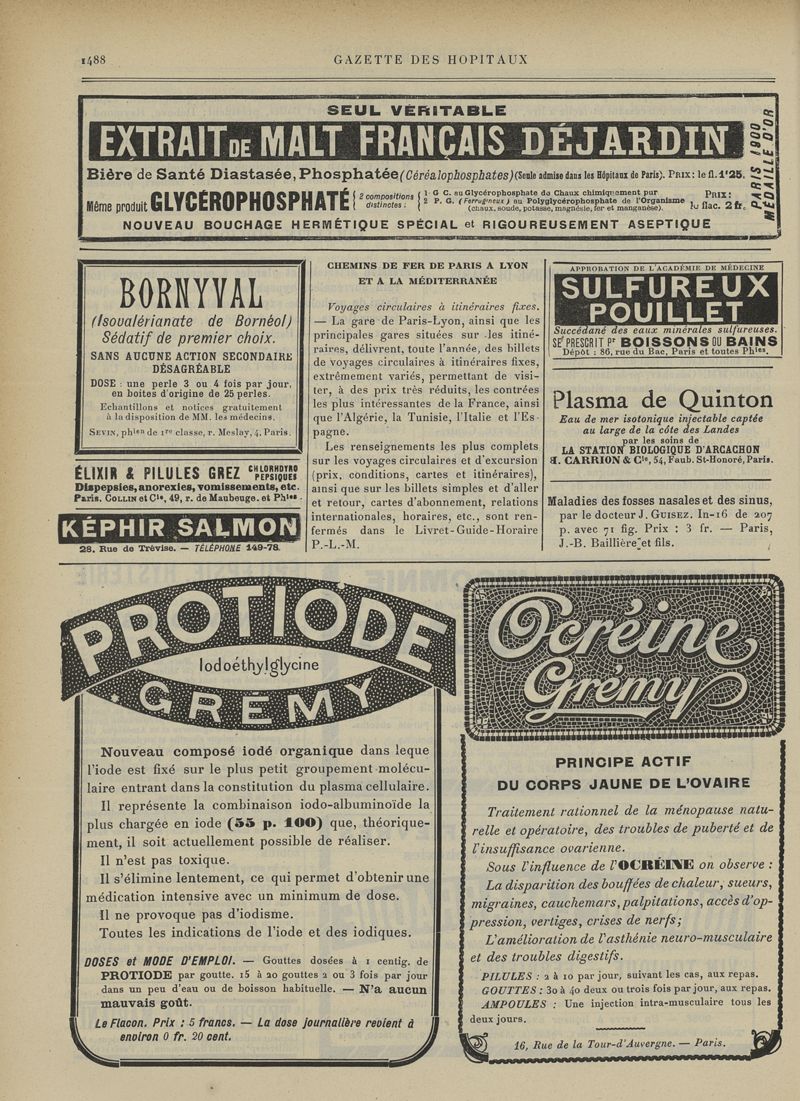 1488
GAZETTE DES HOPITAUX
SEUL VÉRITABLE
EXTRAIT DE MALT FRANÇAIS DÉJARDIN
Bière de Santé Diastasée, Phosphatée (Céréalophosphates) (Seule admise dans les Hôpitaux de Paris). PRIX: le fl. 1'25.
Même produit GLYCÉROPHOSPHATÉ { 2 compositions distinctes : {
1· G C. au Glycérophosphate de Chaux chimiquement pur
2 P. G. (Ferrugineux) au Polyglycérophosphate de l'Organisme
(chaux, soude, potasse, magnésie, fer et manganèse).
PRIX :
flac. 2 fr.
NOUVEAU BOUCHAGE HERMÉTIQUE SPÉCIAL et RIGOUREUSEMENT ASEPTIQUE
PARIS 1900
MÉDAILLE D'OR
BORNYVAL
(Isovalérianate de Bornéol)
Sédatif de premier choix.
SANS AUCUNE ACTION SECONDAIRE
DÉSAGRÉABLE
DOSE : une perle 3 ou 4 fois par jour,
en boites d'origine de 25 perles.
Echantillons et notices gratuitement
à la disposition de MM. les médecins.
SEVIN, phien de 1re classe, r. Meslay, 4, Paris.
ÉLIXIR & PILULES GREZ CHLORHYDRO
PEPSIQUES
Dispepsies, anorexies, vomissements, etc.
Paris. COLLIN et Cie, 49, r. de Maubeuge. et Phies.
KÉPHIR SALMON
28, Rue de Trévise. — TÉLÉPHONE 149-78.
CHEMINS DE FER DE PARIS A LYON
ET A LA MÉDITERRANÉE
Voyages circulaires à itinéraires fixes.
— La gare de Paris-Lyon, ainsi que les
principales gares situées sur les itiné-
raires, délivrent, toute l'année, des billets
de voyages circulaires à itinéraires fixes,
extrêmement variés, permettant de visi-
ter, à des prix très réduits, les contrées
les plus intéressantes de la France, ainsi
que l'Algérie, la Tunisie, l'Italie et l'Es
pagne.
Les renseignements les plus complets
sur les voyages circulaires et d'excursion
(prix, conditions, cartes et itinéraires),
ainsi que sur les billets simples et d'aller
et retour, cartes d'abonnement, relations
internationales, horaires, etc., sont ren-
fermés dans le Livret-Guide-Horaire
P.-L.-M.
APPROBATION DE L'ACADÉMIE DE MÉDECINE
SULFUREUX
POUILLET
Succédané des eaux minérales sulfureuses.
SE PRESCRIT Pr BOISSONS OU BAINS
Dépôt : 86, rue du Bac, Paris et toutes Phies.
Plasma de Quinton
Eau de mer isotonique injectable captée
au large de la côte des Landes
par les soins de
LA STATION BIOLOGIQUE D'ARCACHON
H. CARRION & Cie, 54, Faub. St-Honoré, Paris.
Maladies des fosses nasales et des sinus,
par le docteur J. GUISEZ. In-16 de 207
p. avec 71 fig. Prix : 3 fr. — Paris,
J.-B. Baillière et fils.
PROTIODE
Iodoéthylglycine
GRÉMY
Nouveau composé iodé organique dans leque
l'iode est fixé sur le plus petit groupement molécu-
laire entrant dans la constitution du plasma cellulaire.
Il représente la combinaison iodo-albuminoïde la
plus chargée en iode (55 p. 100) que, théorique-
ment, il soit actuellement possible de réaliser.
Il n'est pas toxique.
Il s'élimine lentement, ce qui permet d'obtenir une
médication intensive avec un minimum de dose.
Il ne provoque pas d'iodisme.
Toutes les indications de l'iode et des iodiques.
DOSES et MODE D'EMPLOI. — Gouttes dosées à 1 centig. de
PROTIODE par goutte. 15 à 20 gouttes 2 ou 3 fois par jour
dans un peu d'eau ou de boisson habituelle. — N'a aucun
mauvais goût.
Le Flacon. Prix : 5 francs. — La dose journalière revient à
environ 0 fr. 20 cent.
Ocréine
Grémy
PRINCIPE ACTIF
DU CORPS JAUNE DE L'OVAIRE
Traitement rationnel de la ménopause natu-
relle et opératoire, des troubles de puberté et de
l'insuffisance ovarienne.
Sous l'influence de l'OCRÉINE on observe :
La disparition des bouffées de chaleur, sueurs,
migraines, cauchemars, palpitations, accès d'op-
pression, vertiges, crises de nerfs ;
L'amélioration de l'asthénie neuro-musculaire
et des troubles digestifs.
PILULES : 2 à 10 par jour, suivant les cas, aux repas.
GOUTTES : 30 à 40 deux ou trois fois par jour, aux repas.
AMPOULES : Une injection intra-musculaire tous les
deux jours.
16, Rue de la Tour-d'Auvergne. — Paris.